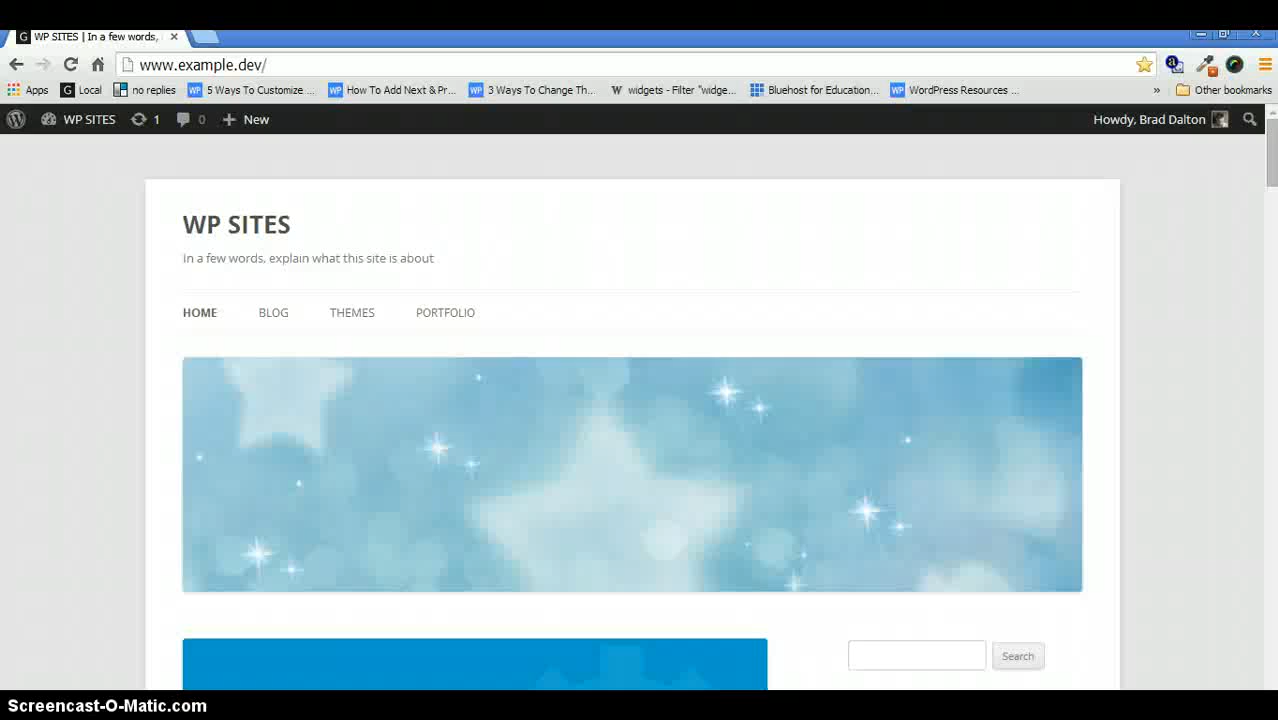 WP SITES | In a few words,
www.example.dev/
Apps Local no replies 5 Ways To Customize ... How To Add Next & Pr... 3 Ways To Change Th... widgets - Filter "widge... Bluehost for Education... WordPress Resources ... » Other bookmarks
WP SITES 1 0 + New Howdy, Brad Dalton
WP SITES
In a few words, explain what this site is about
HOME BLOG THEMES PORTFOLIO
Search
Screencast-O-Matic.com